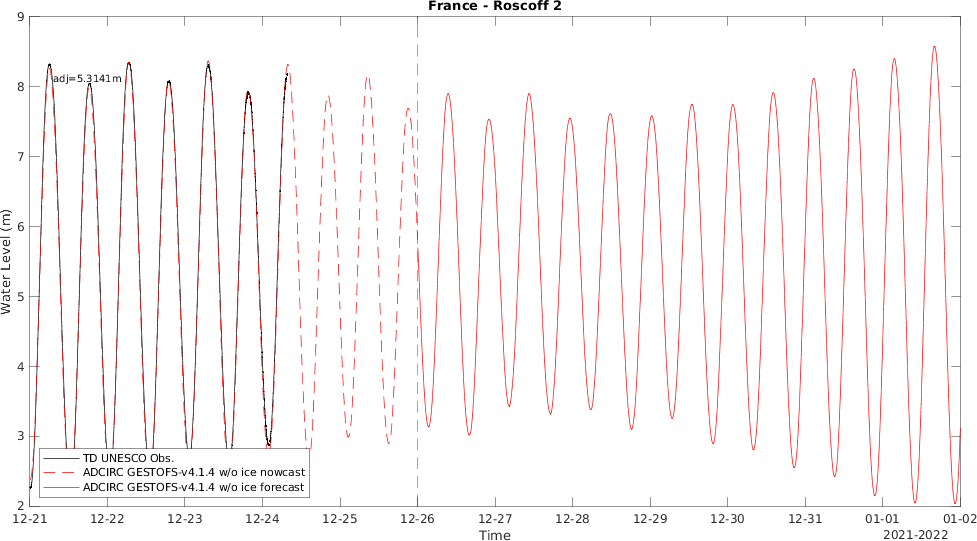 France - Roscoff 2
9
8
7
6
5
4
3
2
adj=5.3141m
Water Level (m)
TD UNESCO Obs.
ADCIRC GESTOFS-v4.1.4 w/o ice nowcast
ADCIRC GESTOFS-v4.1.4 w/o ice forecast
12-21 12-22 12-23 12-24 12-25 12-26 12-27 12-28 12-29 12-30 12-31 01-01 01-02
Time
2021-2022